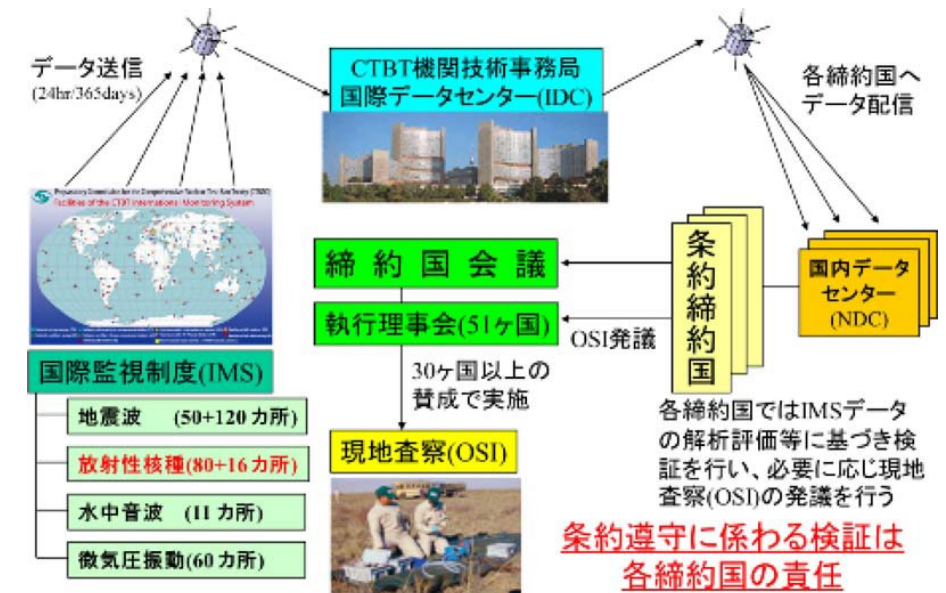 データ送信
(24hr/365days)
CTBT機関技術事務局
国際データセンター(IDC)
各締約国へ
データ配信
Preparatory Commission for the Comprehensive Nuclear-Test-Ban Treaty (CTBT)
Facilities of the CTBT International Monitoring System
国際監視制度(IMS)
地震波 (50+120カ所)
放射性核種(80+16カ所)
水中音波 (11カ所)
微気圧振動(60カ所)
締約国会議
執行理事会(51ヶ国)
OSI発議
30ヶ国以上の
賛成で実施
現地査察(OSI)
条約締約国
国内データ
センター
(NDC)
各締約国ではIMSデータ
の解析評価等に基づき検
証を行い、必要に応じ現地
査察(OSI)の発議を行う
条約遵守に係わる検証は
各締約国の責任